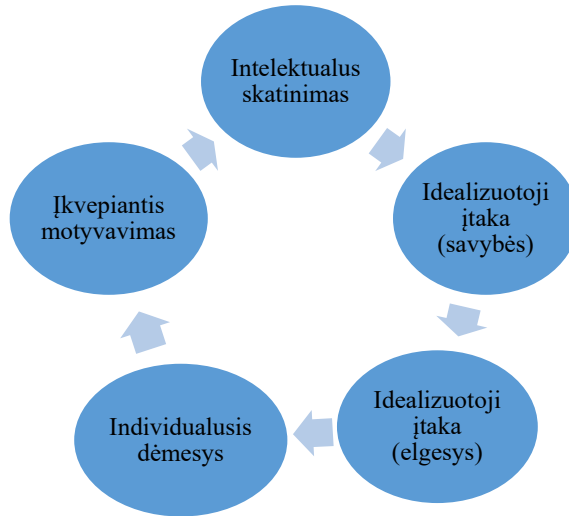 Intelektualus
skatinimas
Idealizuotoji
įtaka
(savybės)
Idealizuotoji
įtaka
(elgesys)
Individualusis
dėmesys
Įkvepiantis
motyvavimas